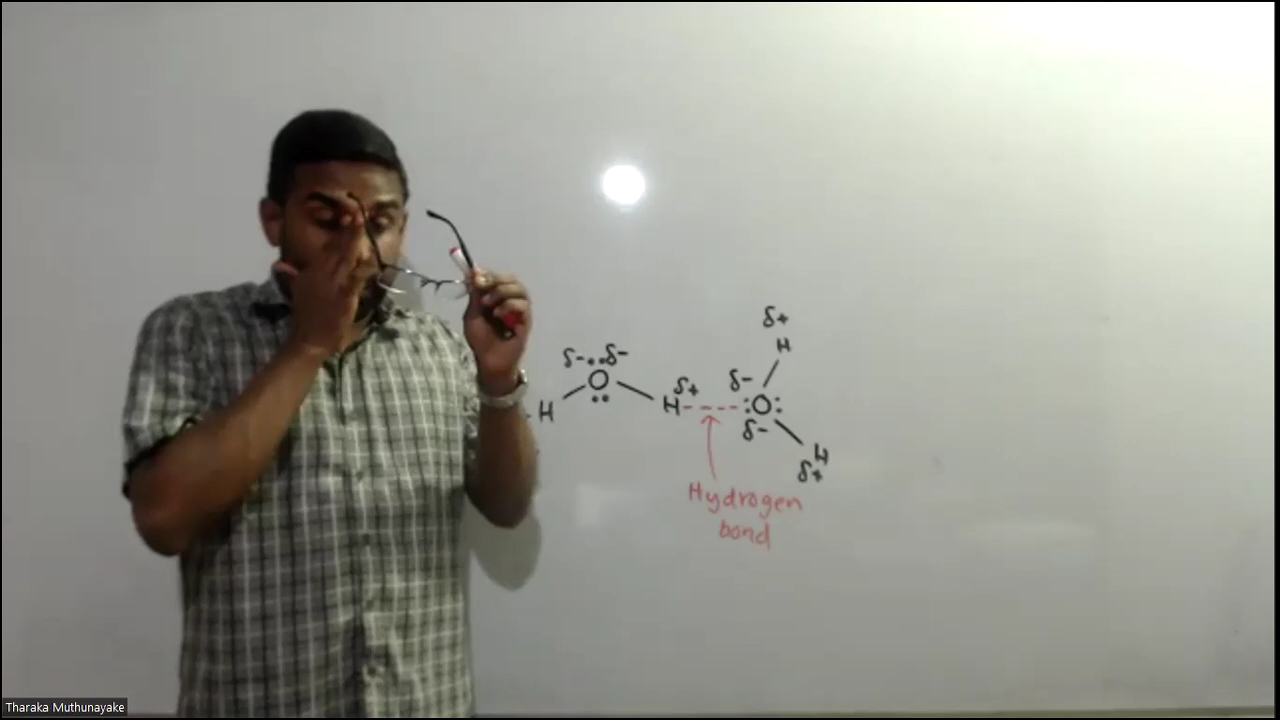 δ+
H
δ- δ-
:O:
δ+
δ-
H
H
:O:
δ-
H
δ+
Hydrogen
bond
Tharaka Muthunayake